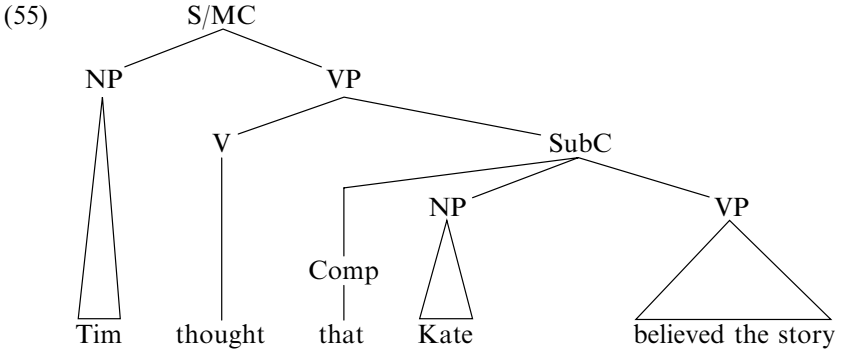 (55) S/MC
NP VP
V SubC
NP VP
Comp
Tim thought that Kate believed the story